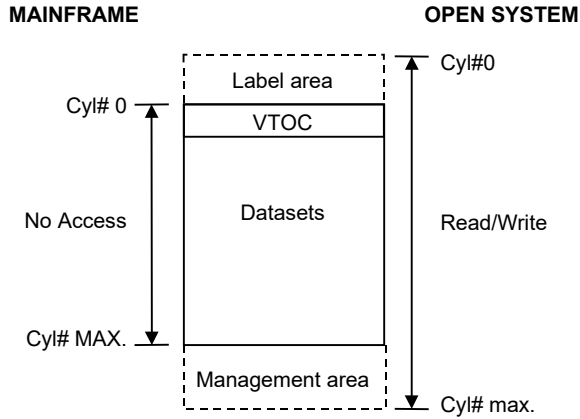 MAINFRAME
OPEN SYSTEM
Cyl#0
Label area
Cyl# 0
VTOC
No Access
Datasets
Read/Write
Cyl# MAX.
Management area
Cyl# max.